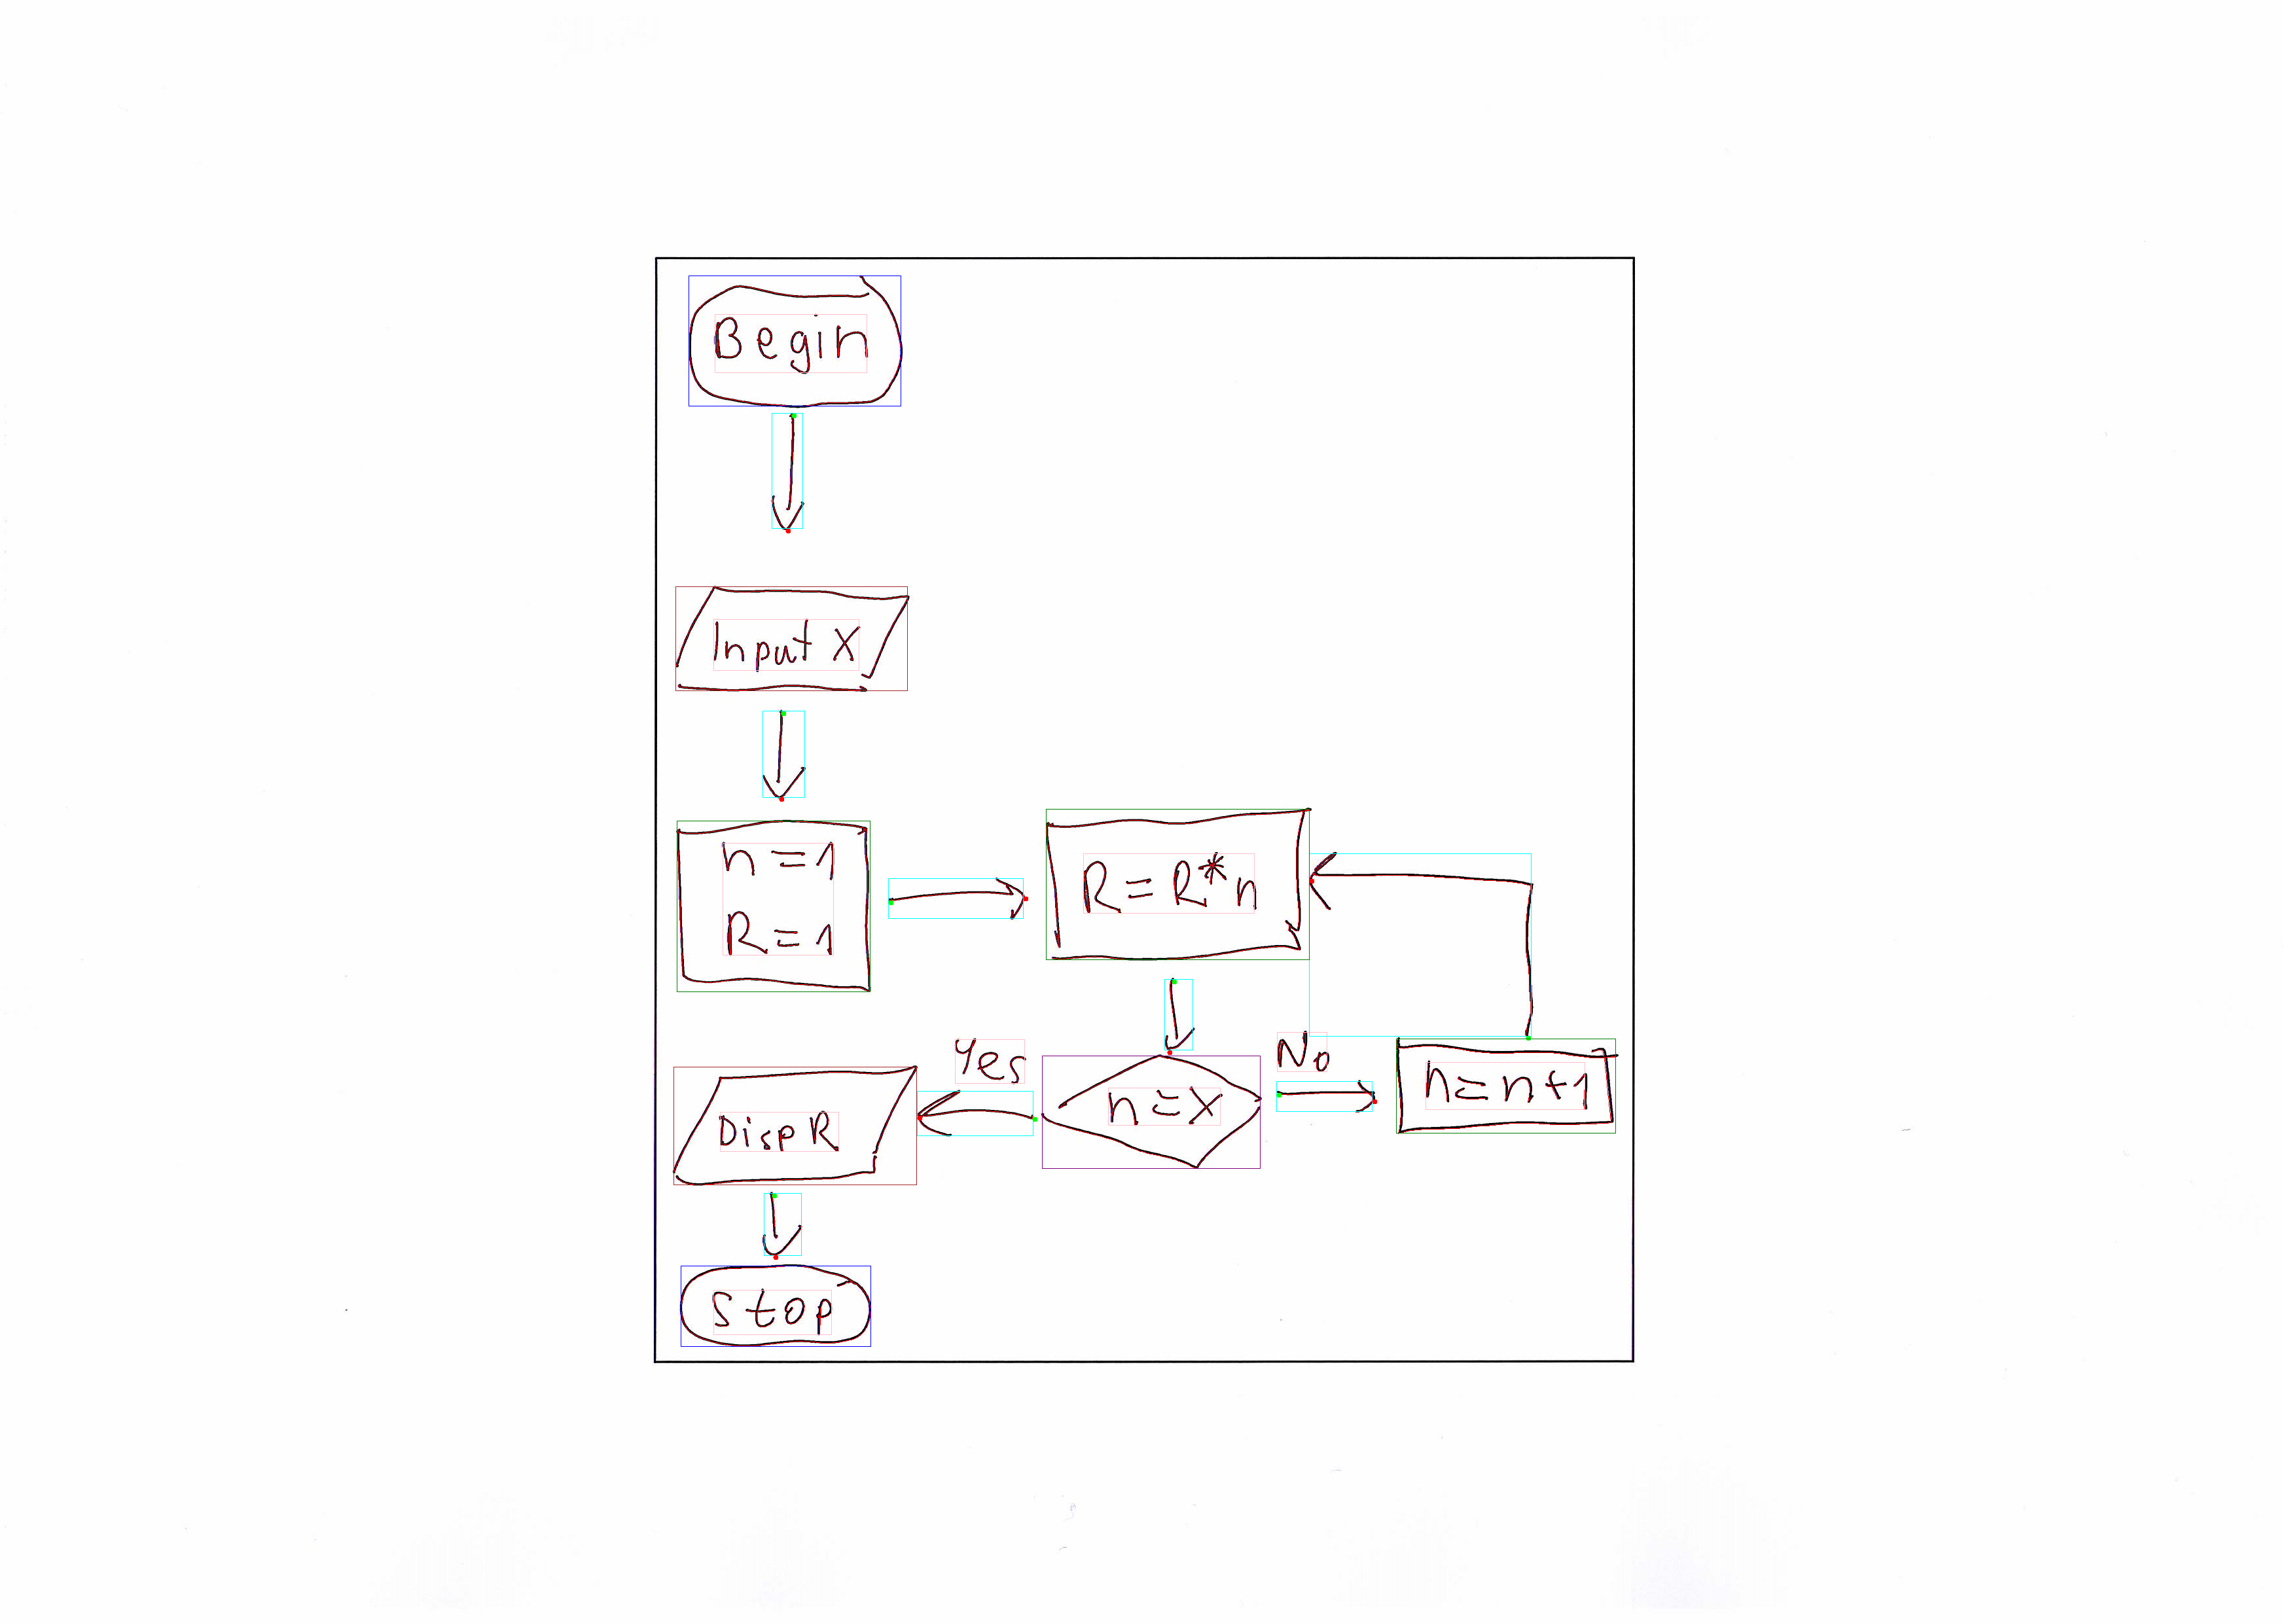 Begin
Input X
n=1
R=1
R=R*n
Yes
No
n=X
n=n+1
Disp R
Stop